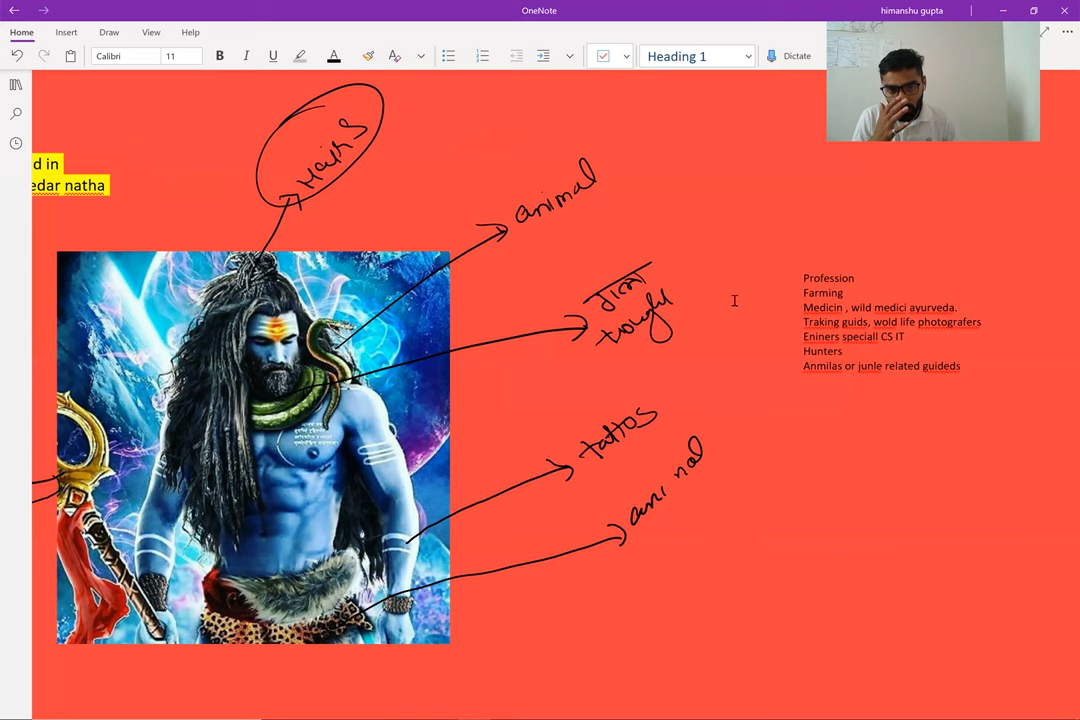 OneNote
himanshu gupta
Home Insert Draw View Help
Calibri 11 B I U A Heading 1 Dictate
d in
edar natha
Hairs
animal
गला
trought
tattos
animal
Profession
Farming
Medicin , wild medici ayurveda.
Traking guids, wold life photografers
Eniners speciall CS IT
Hunters
Anmilas or junle related guideds